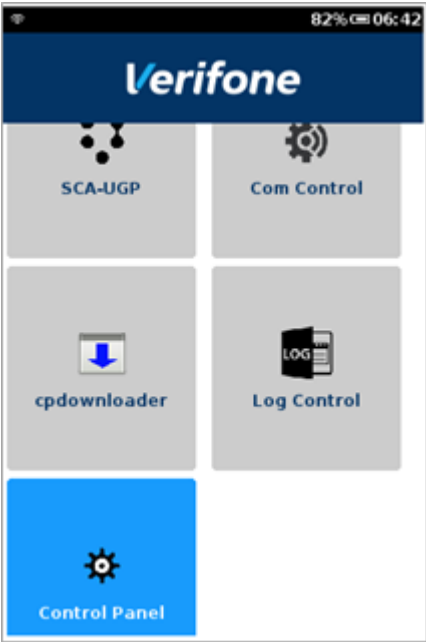 82% 06:42
Verifone
SCA-UGP Com Control
LOG
cpdownloader Log Control
Control Panel